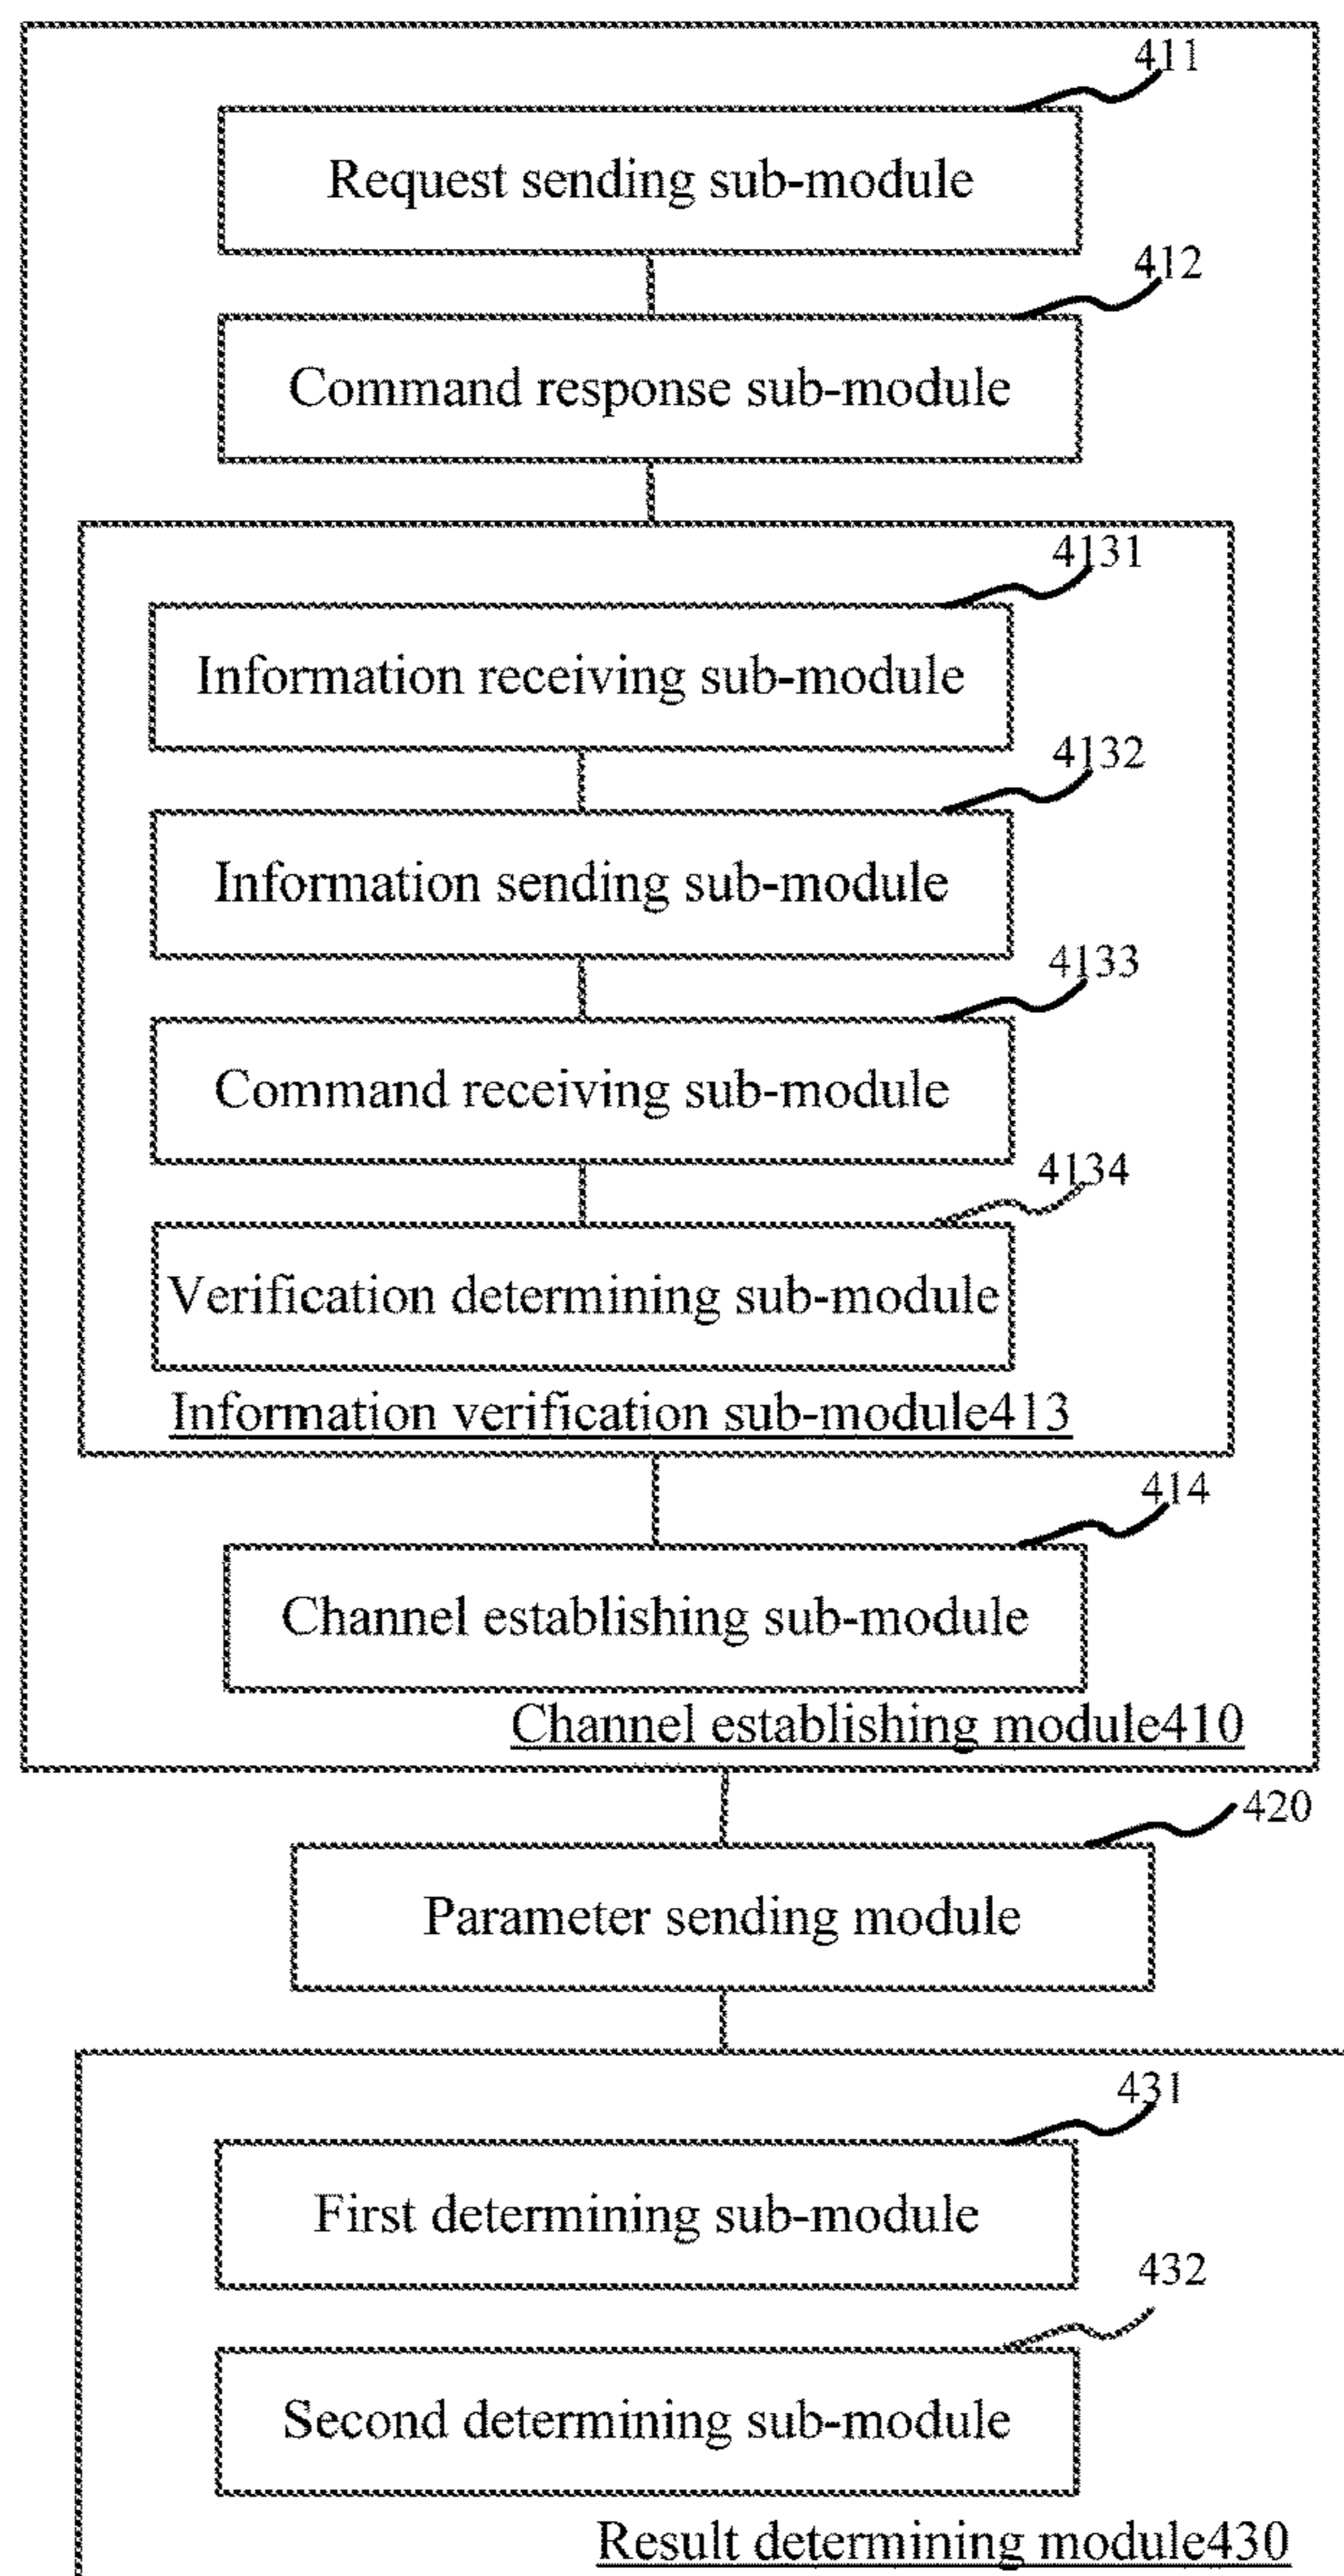 411
Request sending sub-module
412
Command response sub-module
4131
Information receiving sub-module
4132
Information sending sub-module
4133
Command receiving sub-module
4134
Verification determining sub-module
Information verification sub-module413
414
Channel establishing sub-module
Channel establishing module410
420
Parameter sending module
431
First determining sub-module
432
Second determining sub-module
Result determining module430